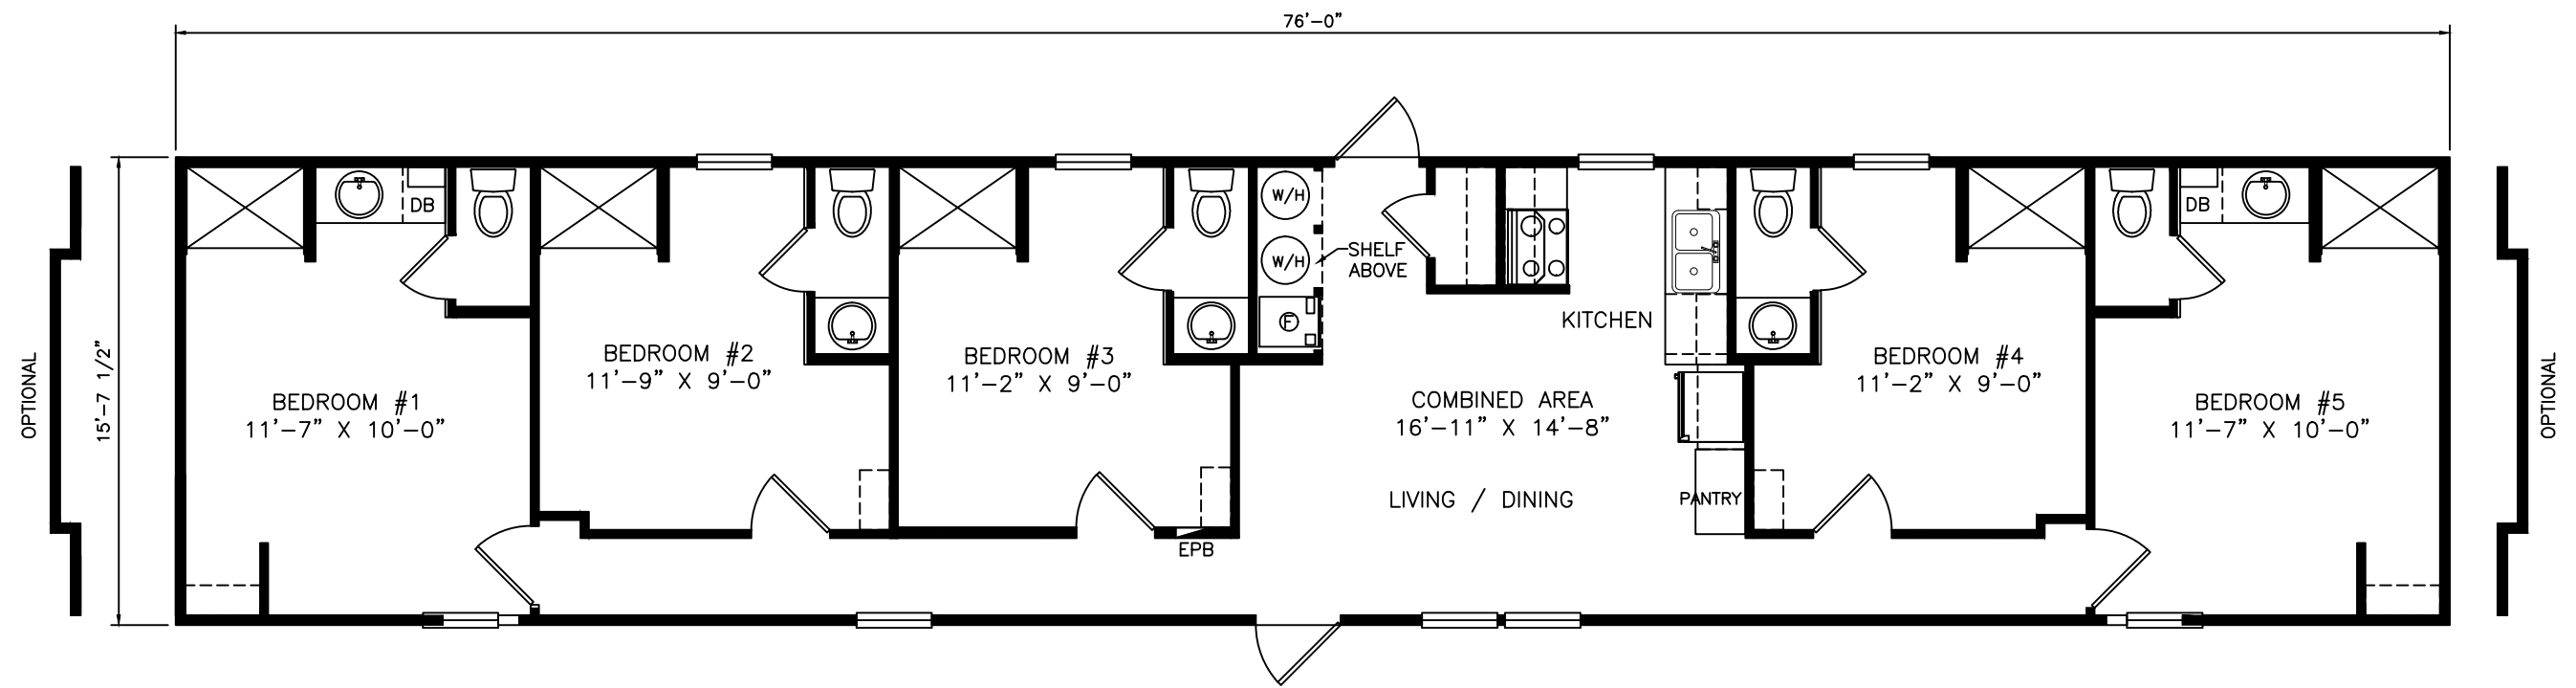 76'-0"
DB
W/H
W/H
SHELF
ABOVE
F
DB
KITCHEN
OPTIONAL
15'-7 1/2"
BEDROOM #1
11'-7" X 10'-0"
BEDROOM #2
11'-9" X 9'-0"
BEDROOM #3
11'-2" X 9'-0"
COMBINED AREA
16'-11" X 14'-8"
LIVING / DINING
PANTRY
EPB
BEDROOM #4
11'-2" X 9'-0"
BEDROOM #5
11'-7" X 10'-0"
OPTIONAL